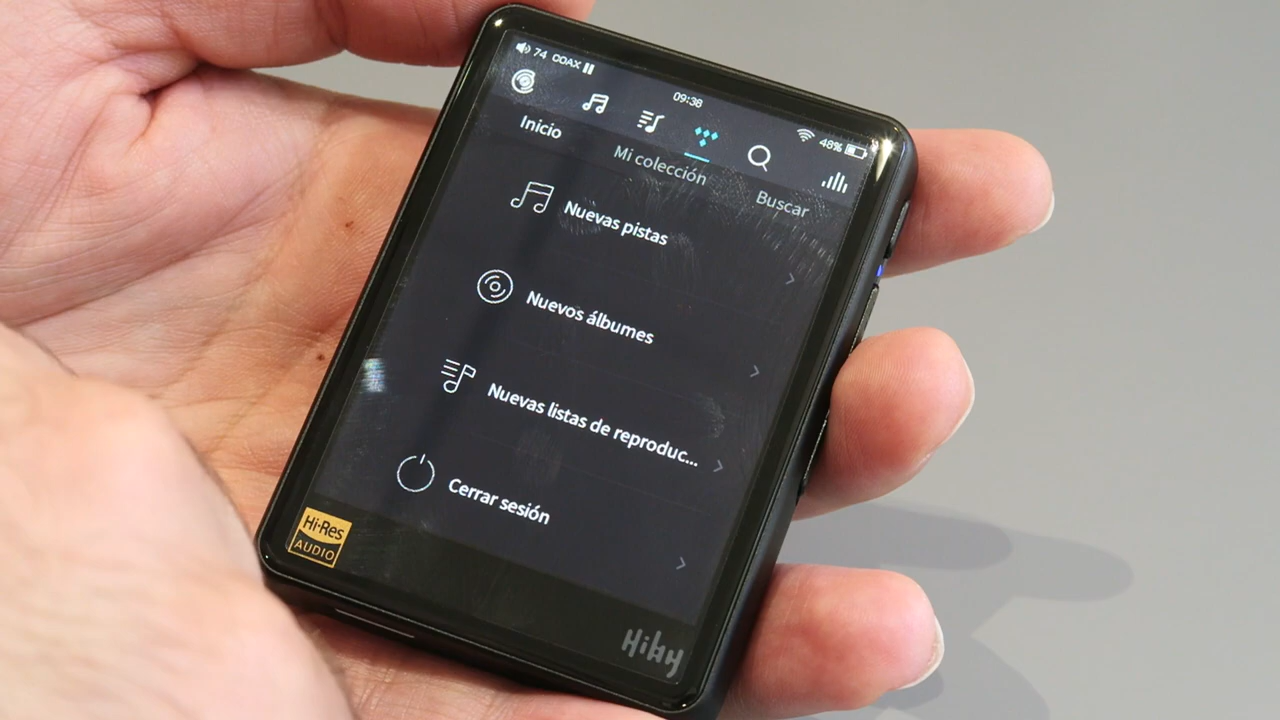 74 COAX
09:38
48%
Inicio
Mi colección
Buscar
Nuevas pistas
Nuevos álbumes
Nuevas listas de reproduc...
Cerrar sesión
Hi-Res
AUDIO
HiBy